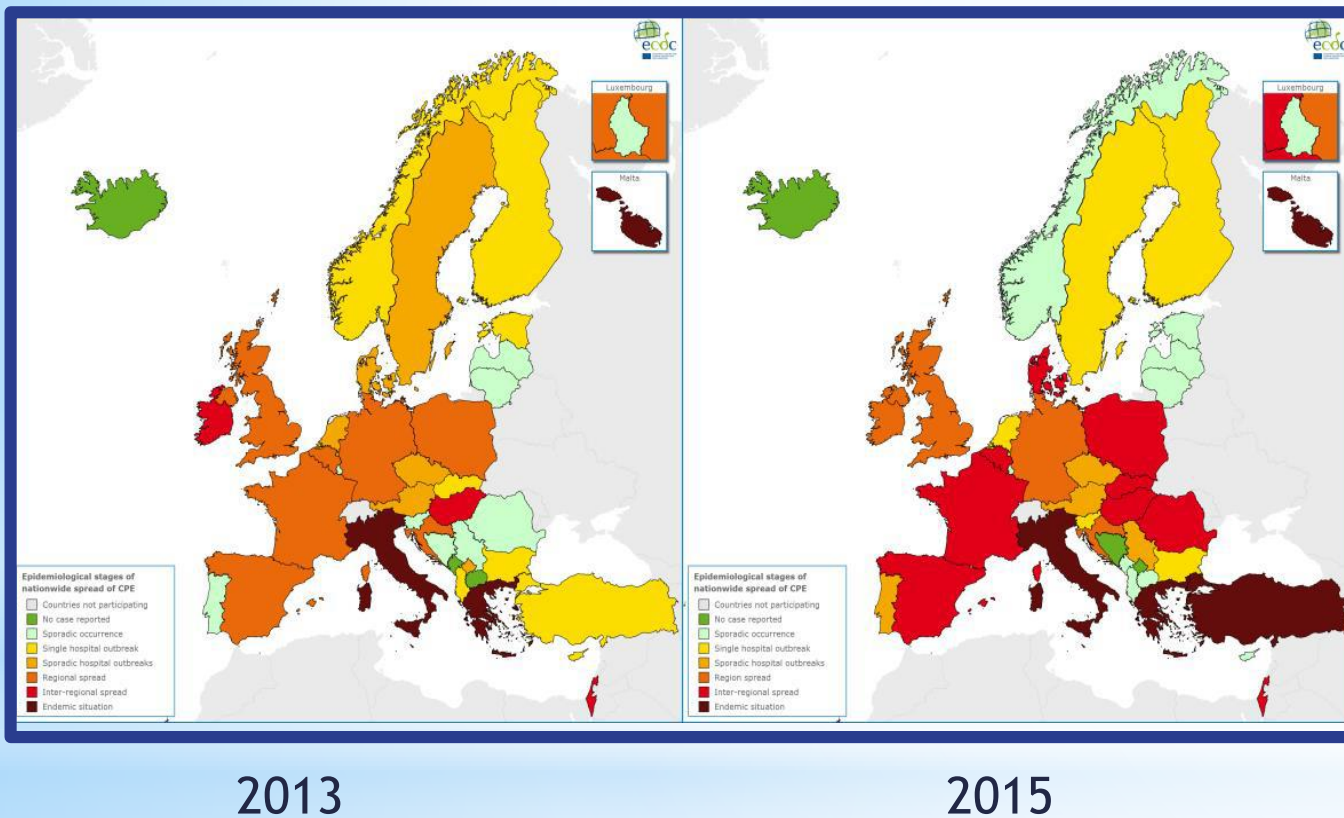 ecdc
Luxembourg
Malta
Epidemiological stages of
nationwide spread of CPE
Countries not participating
No case reported
Sporadic occurrence
Single hospital outbreak
Sporadic hospital outbreaks
Regional spread
Inter-regional spread
Endemic situation
ecdc
Luxembourg
Malta
Epidemiological stages of
nationwide spread of CPE
Countries not participating
No case reported
Sporadic occurrence
Single hospital outbreak
Sporadic hospital outbreaks
Region spread
Inter-regional spread
Endemic situation
2013
2015